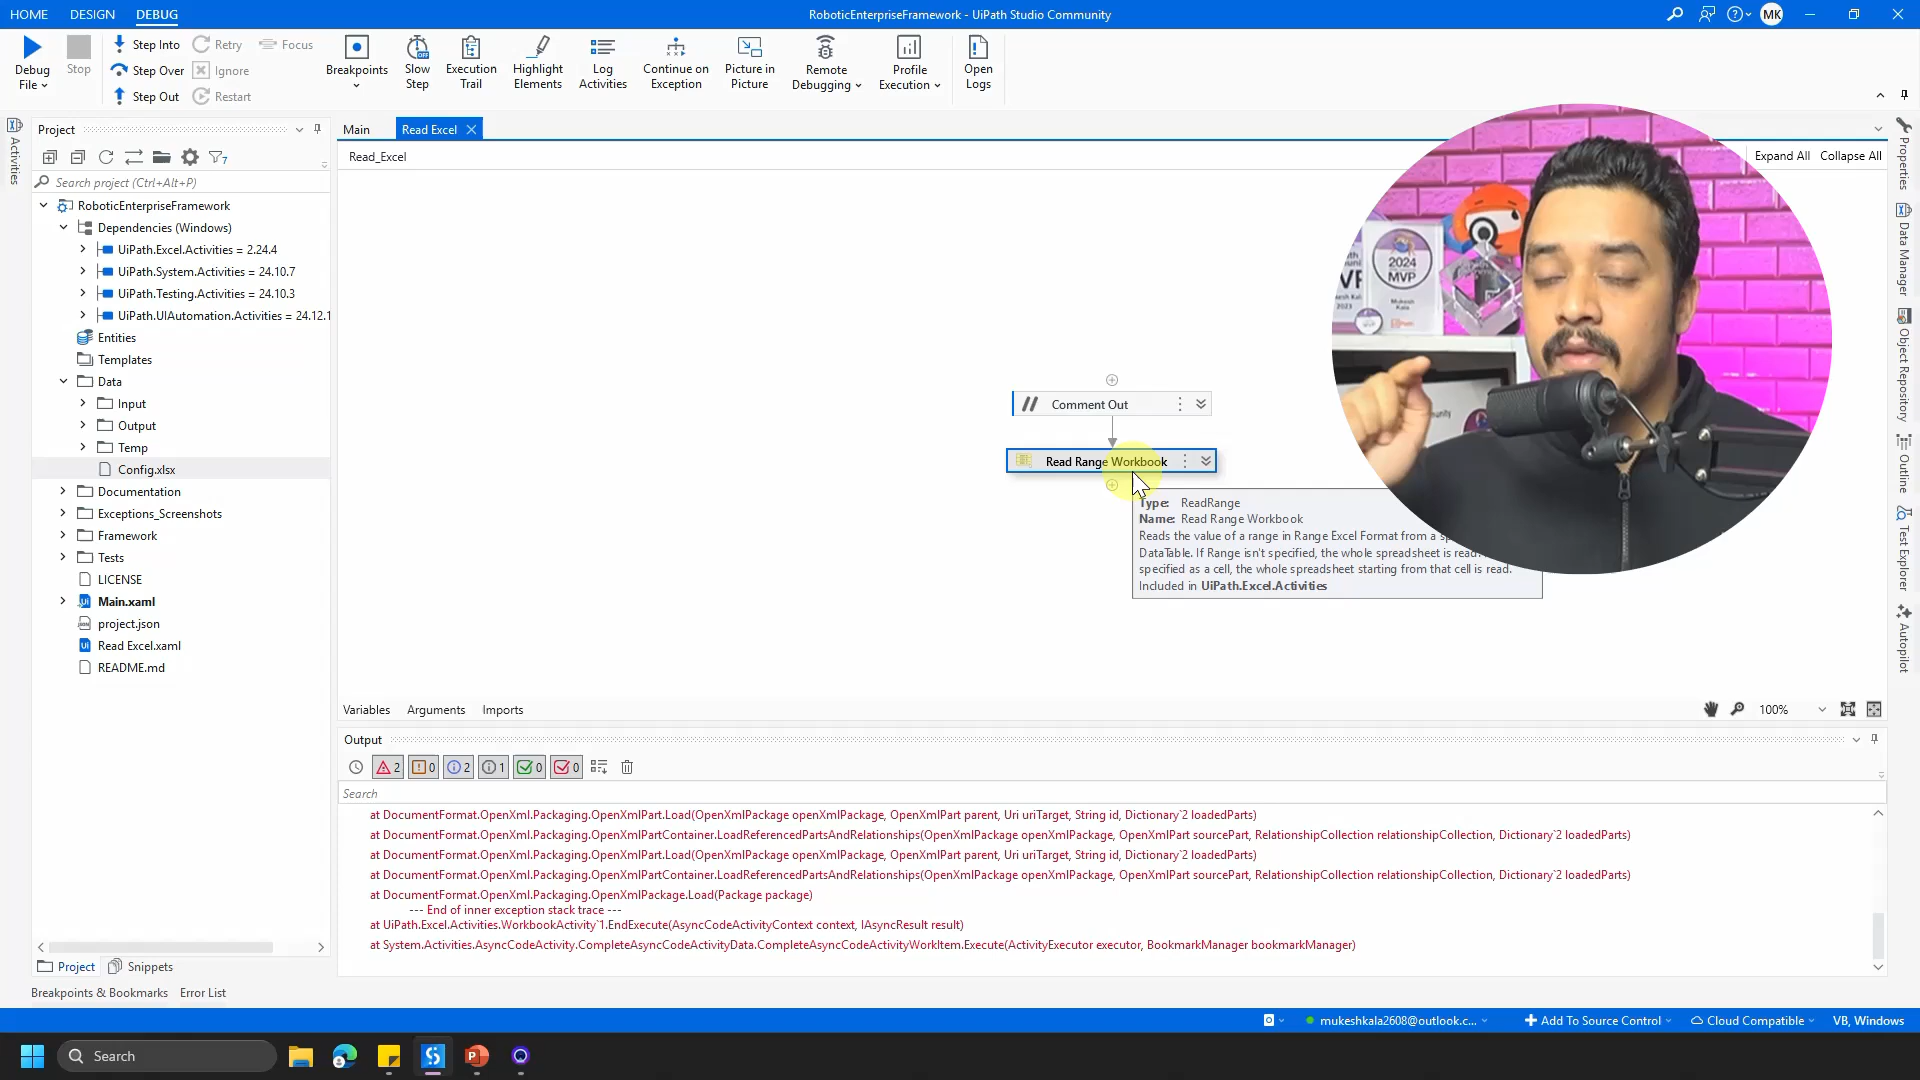 HOME DESIGN DEBUG
RoboticEnterpriseFramework - UiPath Studio Community
MK
Debug File
Stop
Step Into
Step Over
Step Out
Retry
Ignore
Restart
Focus
Breakpoints
Slow Step
Execution Trail
Highlight Elements
Log Activities
Continue on Exception
Picture in Picture
Remote Debugging
Profile Execution
Open Logs
Activities
Project
Search project (Ctrl+Alt+P)
RoboticEnterpriseFramework
Dependencies (Windows)
UiPath.Excel.Activities = 2.24.4
UiPath.System.Activities = 24.10.7
UiPath.Testing.Activities = 24.10.3
UiPath.UIAutomation.Activities = 24.12.1
Entities
Templates
Data
Input
Output
Temp
Config.xlsx
Documentation
Exceptions_Screenshots
Framework
Tests
LICENSE
Main.xaml
project.json
Read Excel.xaml
README.md
Project Snippets
Breakpoints & Bookmarks Error List
Main Read Excel
Read_Excel
Expand All Collapse All
Comment Out
Read Range Workbook
Type: ReadRange
Name: Read Range Workbook
Reads the value of a range in Range Excel Format from a
DataTable. If Range isn't specified, the whole spreadsheet is read.
specified as a cell, the whole spreadsheet starting from that cell is read.
Included in UiPath.Excel.Activities
2024
MVP
Properties
Data Manager
Object Repository
Outline
Test Explorer
Autopilot
Variables Arguments Imports
100%
Output
2 0 2 1 0 0
Search
at DocumentFormat.OpenXml.Packaging.OpenXmlPart.Load(OpenXmlPackage openXmlPackage, OpenXmlPart parent, Uri uriTarget, String id, Dictionary`2 loadedParts)
at DocumentFormat.OpenXml.Packaging.OpenXmlPartContainer.LoadReferencedPartsAndRelationships(OpenXmlPackage openXmlPackage, OpenXmlPart sourcePart, RelationshipCollection relationshipCollection, Dictionary`2 loadedParts)
at DocumentFormat.OpenXml.Packaging.OpenXmlPart.Load(OpenXmlPackage openXmlPackage, OpenXmlPart parent, Uri uriTarget, String id, Dictionary`2 loadedParts)
at DocumentFormat.OpenXml.Packaging.OpenXmlPartContainer.LoadReferencedPartsAndRelationships(OpenXmlPackage openXmlPackage, OpenXmlPart sourcePart, RelationshipCollection relationshipCollection, Dictionary`2 loadedParts)
at DocumentFormat.OpenXml.Packaging.OpenXmlPackage.Load(Package package)
--- End of inner exception stack trace ---
at UiPath.Excel.Activities.WorkbookActivity`1.EndExecute(AsyncCodeActivityContext context, IAsyncResult result)
at System.Activities.AsyncCodeActivity.CompleteAsyncCodeActivityData.CompleteAsyncCodeActivityWorkItem.Execute(ActivityExecutor executor, BookmarkManager bookmarkManager)
mukeshkala2608@outlook.c... Add To Source Control Cloud Compatible VB, Windows
Search